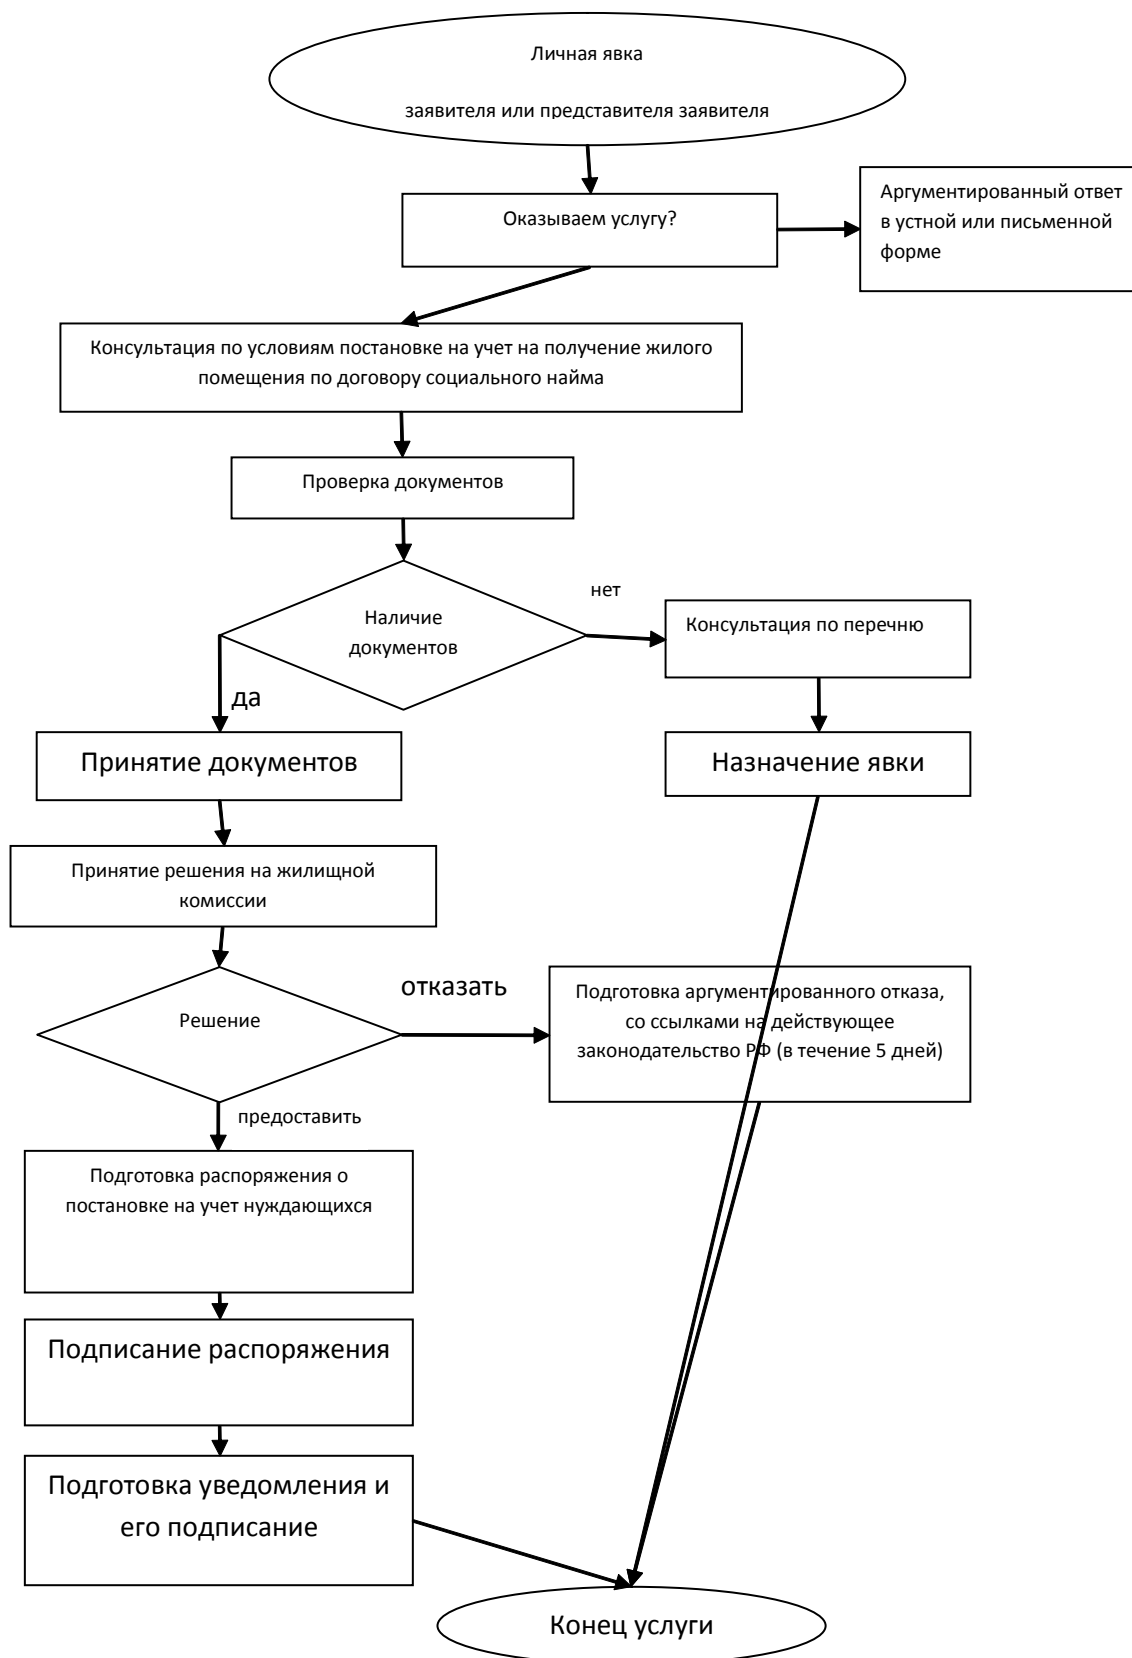 Личная явка
заявителя или представителя заявителя
Оказываем услугу?
Аргументированный ответ
в устной или письменной
форме
Консультация по условиям постановке на учет на получение жилого
помещения по договору социального найма
Проверка документов
Наличие
документов
нет
Консультация по перечню
да
Принятие документов
Назначение явки
Принятие решения на жилищной
комиссии
Решение
отказать
Подготовка аргументированного отказа,
со ссылками на действующее
законодательство РФ (в течение 5 дней)
предоставить
Подготовка распоряжения о
постановке на учет нуждающихся
Подписание распоряжения
Подготовка уведомления и
его подписание
Конец услуги